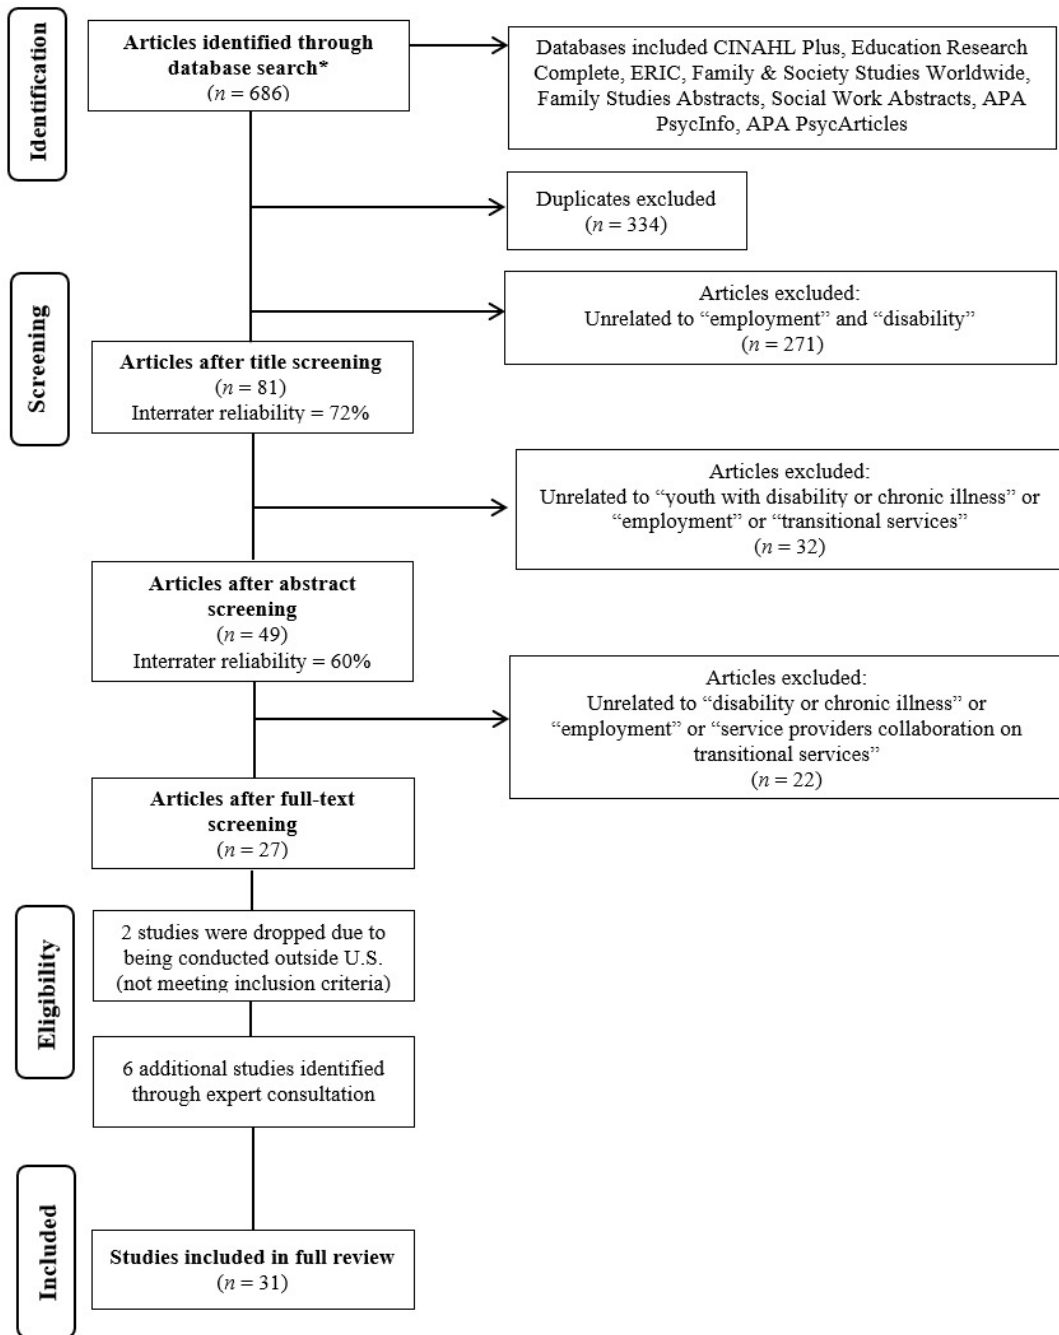 Identification
Articles identified through
database search*
(n = 686)
Databases included CINAHL Plus, Education Research
Complete, ERIC, Family & Society Studies Worldwide,
Family Studies Abstracts, Social Work Abstracts, APA
PsycInfo, APA PsycArticles
Duplicates excluded
(n = 334)
Screening
Articles excluded:
Unrelated to “employment” and “disability”
(n = 271)
Articles after title screening
(n = 81)
Interrater reliability = 72%
Articles excluded:
Unrelated to “youth with disability or chronic illness” or
“employment” or “transitional services”
(n = 32)
Articles after abstract
screening
(n = 49)
Interrater reliability = 60%
Articles excluded:
Unrelated to “disability or chronic illness” or
“employment” or “service providers collaboration on
transitional services”
(n = 22)
Articles after full-text
screening
(n = 27)
Eligibility
2 studies were dropped due to
being conducted outside U.S.
(not meeting inclusion criteria)
6 additional studies identified
through expert consultation
Included
Studies included in full review
(n = 31)